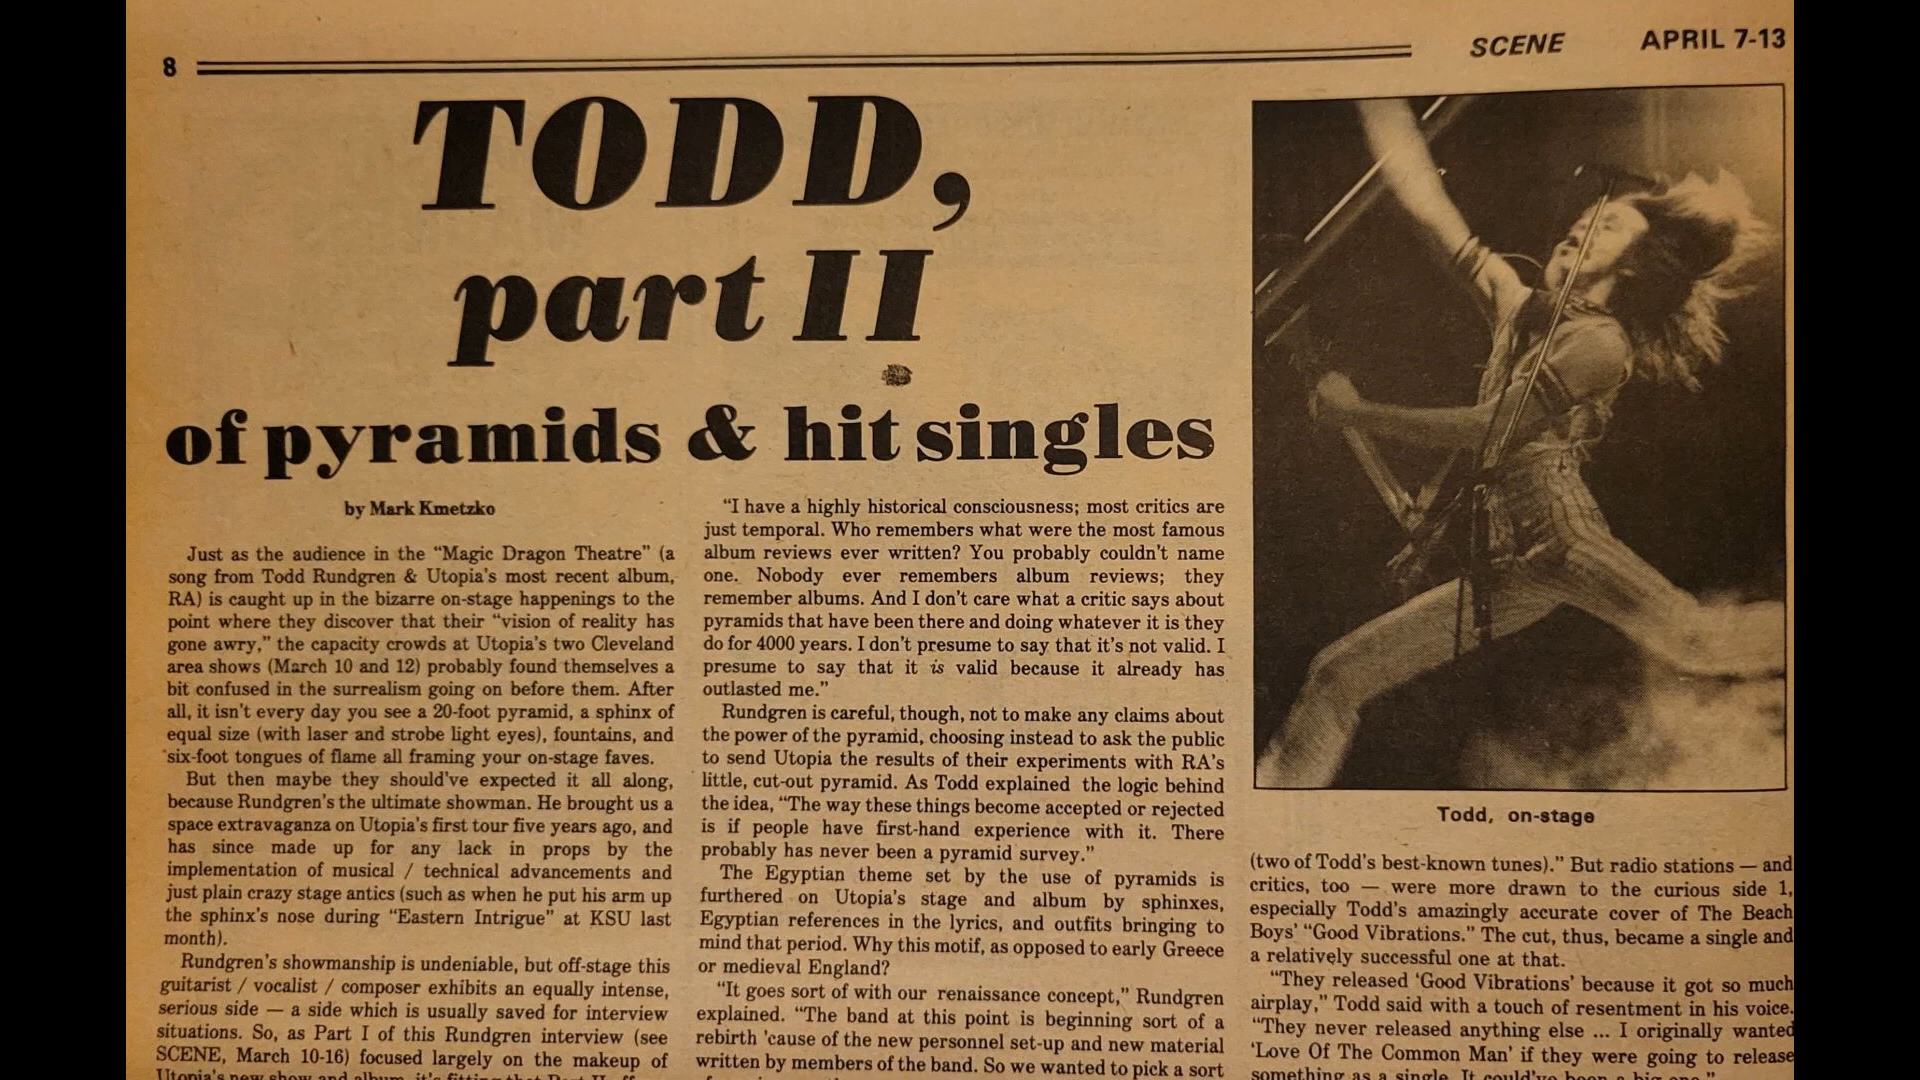 8
SCENE APRIL 7-13
TODD,
part II
of pyramids & hit singles
by Mark Kmetzko
Just as the audience in the “Magic Dragon Theatre” (a
song from Todd Rundgren & Utopia's most recent album,
RA) is caught up in the bizarre on-stage happenings to the
point where they discover that their “vision of reality has
gone awry,” the capacity crowds at Utopia's two Cleveland
area shows (March 10 and 12) probably found themselves a
bit confused in the surrealism going on before them. After
all, it isn't every day you see a 20-foot pyramid, a sphinx of
equal size (with laser and strobe light eyes), fountains, and
six-foot tongues of flame all framing your on-stage faves.
But then maybe they should've expected it all along,
because Rundgren's the ultimate showman. He brought us a
space extravaganza on Utopia's first tour five years ago, and
has since made up for any lack in props by the
implementation of musical / technical advancements and
just plain crazy stage antics (such as when he put his arm up
the sphinx's nose during “Eastern Intrigue” at KSU last
month).
Rundgren's showmanship is undeniable, but off-stage this
guitarist / vocalist / composer exhibits an equally intense,
serious side — a side which is usually saved for interview
situations. So, as Part I of this Rundgren interview (see
SCENE, March 10-16) focused largely on the makeup of
Utopia's new show and album, it's fitting that Part II
“I have a highly historical consciousness; most critics are
just temporal. Who remembers what were the most famous
album reviews ever written? You probably couldn't name
one. Nobody ever remembers album reviews; they
remember albums. And I don't care what a critic says about
pyramids that have been there and doing whatever it is they
do for 4000 years. I don't presume to say that it's not valid. I
presume to say that it is valid because it already has
outlasted me.”
Rundgren is careful, though, not to make any claims about
the power of the pyramid, choosing instead to ask the public
to send Utopia the results of their experiments with RA's
little, cut-out pyramid. As Todd explained the logic behind
the idea, “The way these things become accepted or rejected
is if people have first-hand experience with it. There
probably has never been a pyramid survey.”
The Egyptian theme set by the use of pyramids is
furthered on Utopia's stage and album by sphinxes,
Egyptian references in the lyrics, and outfits bringing to
mind that period. Why this motif, as opposed to early Greece
or medieval England?
“It goes sort of with our renaissance concept,” Rundgren
explained. “The band at this point is beginning sort of a
rebirth 'cause of the new personnel set-up and new material
written by members of the band. So we wanted to pick a sort
Todd, on-stage
(two of Todd's best-known tunes).” But radio stations — and
critics, too — were more drawn to the curious side 1,
especially Todd's amazingly accurate cover of The Beach
Boys' “Good Vibrations.” The cut, thus, became a single and
a relatively successful one at that.
“They released ‘Good Vibrations’ because it got so much
airplay,” Todd said with a touch of resentment in his voice.
“They never released anything else ... I originally wanted
‘Love Of The Common Man’ if they were going to release
something as a single. It could've been a big one.”